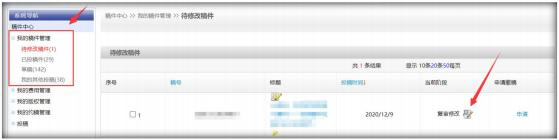 系统导航
稿件中心 >> 我的稿件管理 >> 待修改稿件
稿件中心
我的稿件管理
待修改稿件(1)
已投稿件(29)
草稿(142)
我的其他投稿(38)
我的费用管理
我的版权管理
我的约稿管理
投稿
待修改稿件
共 1 条结果 显示 10条20条50每页
序号 稿号 标题 投稿时间↓ 当前阶段 申请撤稿
1 2020/12/9 复审修改 申请